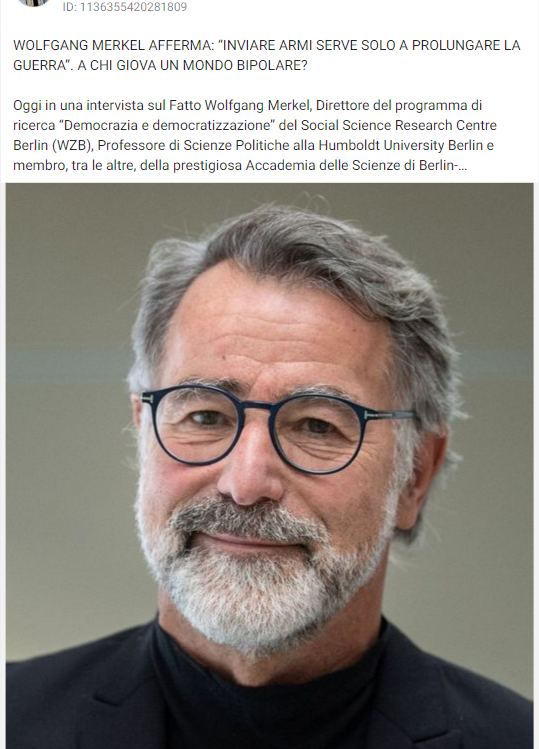 ID: 1136355420281809
WOLFGANG MERKEL AFFERMA: “INVIARE ARMI SERVE SOLO A PROLUNGARE LA
GUERRA”. A CHI GIOVA UN MONDO BIPOLARE?
Oggi in una intervista sul Fatto Wolfgang Merkel, Direttore del programma di
ricerca “Democrazia e democratizzazione” del Social Science Research Centre
Berlin (WZB), Professore di Scienze Politiche alla Humboldt University Berlin e
membro, tra le altre, della prestigiosa Accademia delle Scienze di Berlin-...